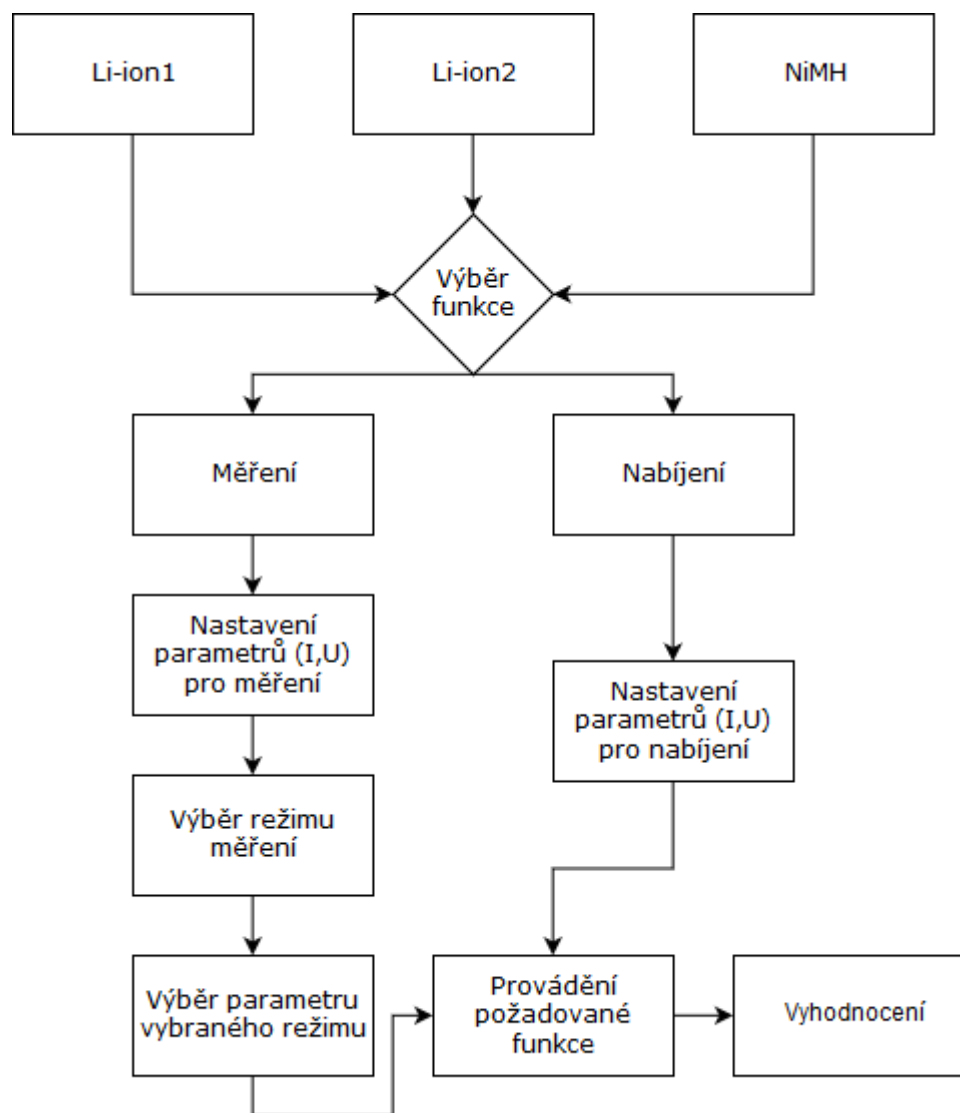 Li-ion1
Li-ion2
NiMH
Výběr
funkce
Měření
Nabíjení
Nastavení
parametrů (I,U)
pro měření
Nastavení
parametrů (I,U)
pro nabíjení
Výběr režimu
měření
Výběr parametru
vybraného režimu
Provádění
požadované
funkce
Vyhodnocení